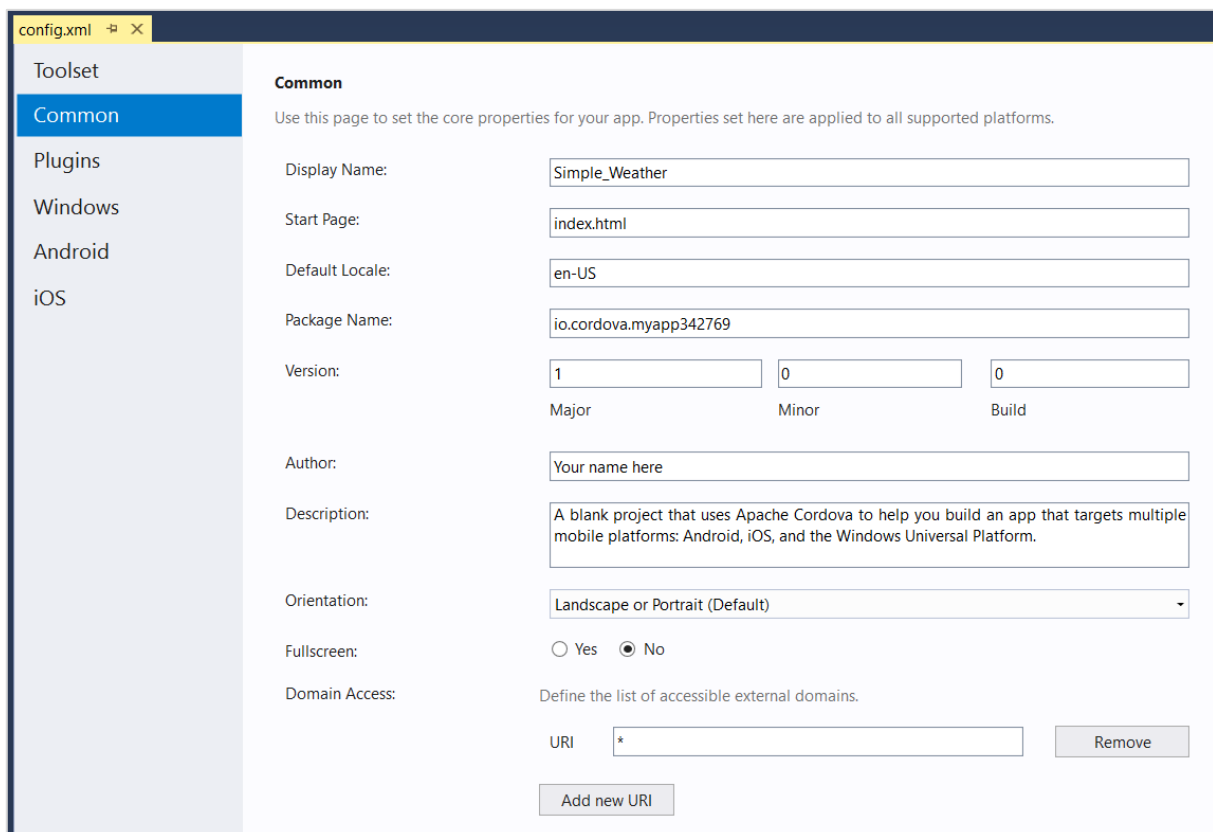 config.xml
Toolset
Common
Plugins
Windows
Android
iOS
Common
Use this page to set the core properties for your app. Properties set here are applied to all supported platforms.
Display Name:
Simple_Weather
Start Page:
index.html
Default Locale:
en-US
Package Name:
io.cordova.myapp342769
Version:
1
0
0
Major
Minor
Build
Author:
Your name here
Description:
A blank project that uses Apache Cordova to help you build an app that targets multiple
mobile platforms: Android, iOS, and the Windows Universal Platform.
Orientation:
Landscape or Portrait (Default)
Fullscreen:
Yes
No
Domain Access:
Define the list of accessible external domains.
URI
*
Remove
Add new URI